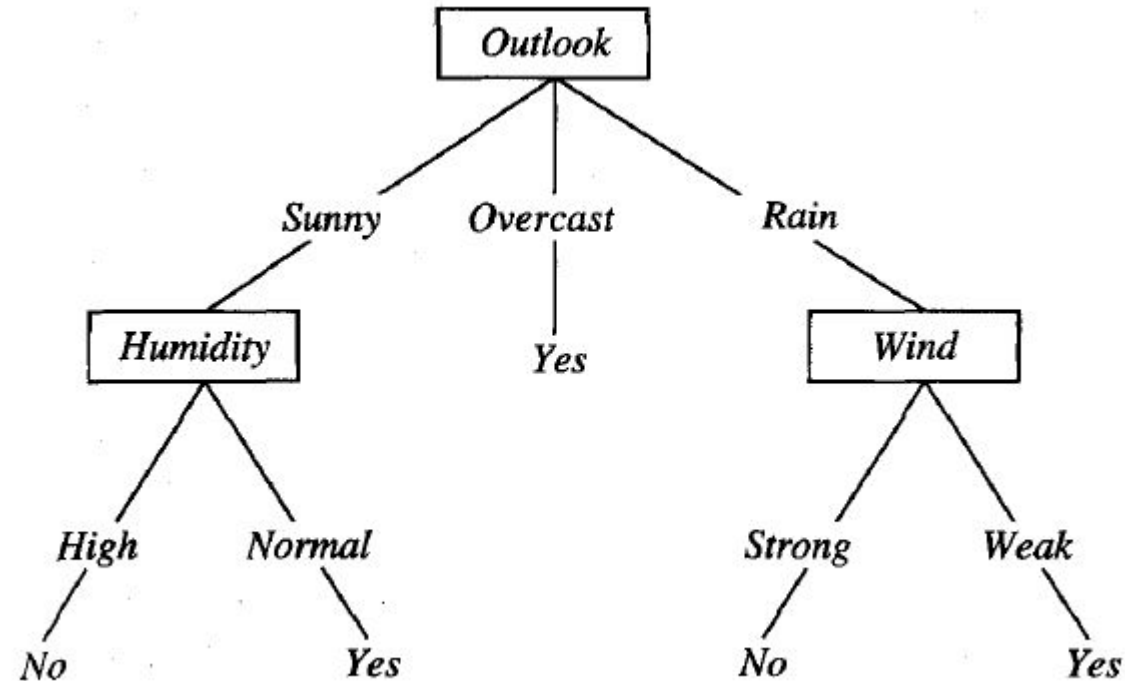 Outlook
Sunny Overcast Rain
Humidity Yes Wind
High Normal Strong Weak
No Yes No Yes